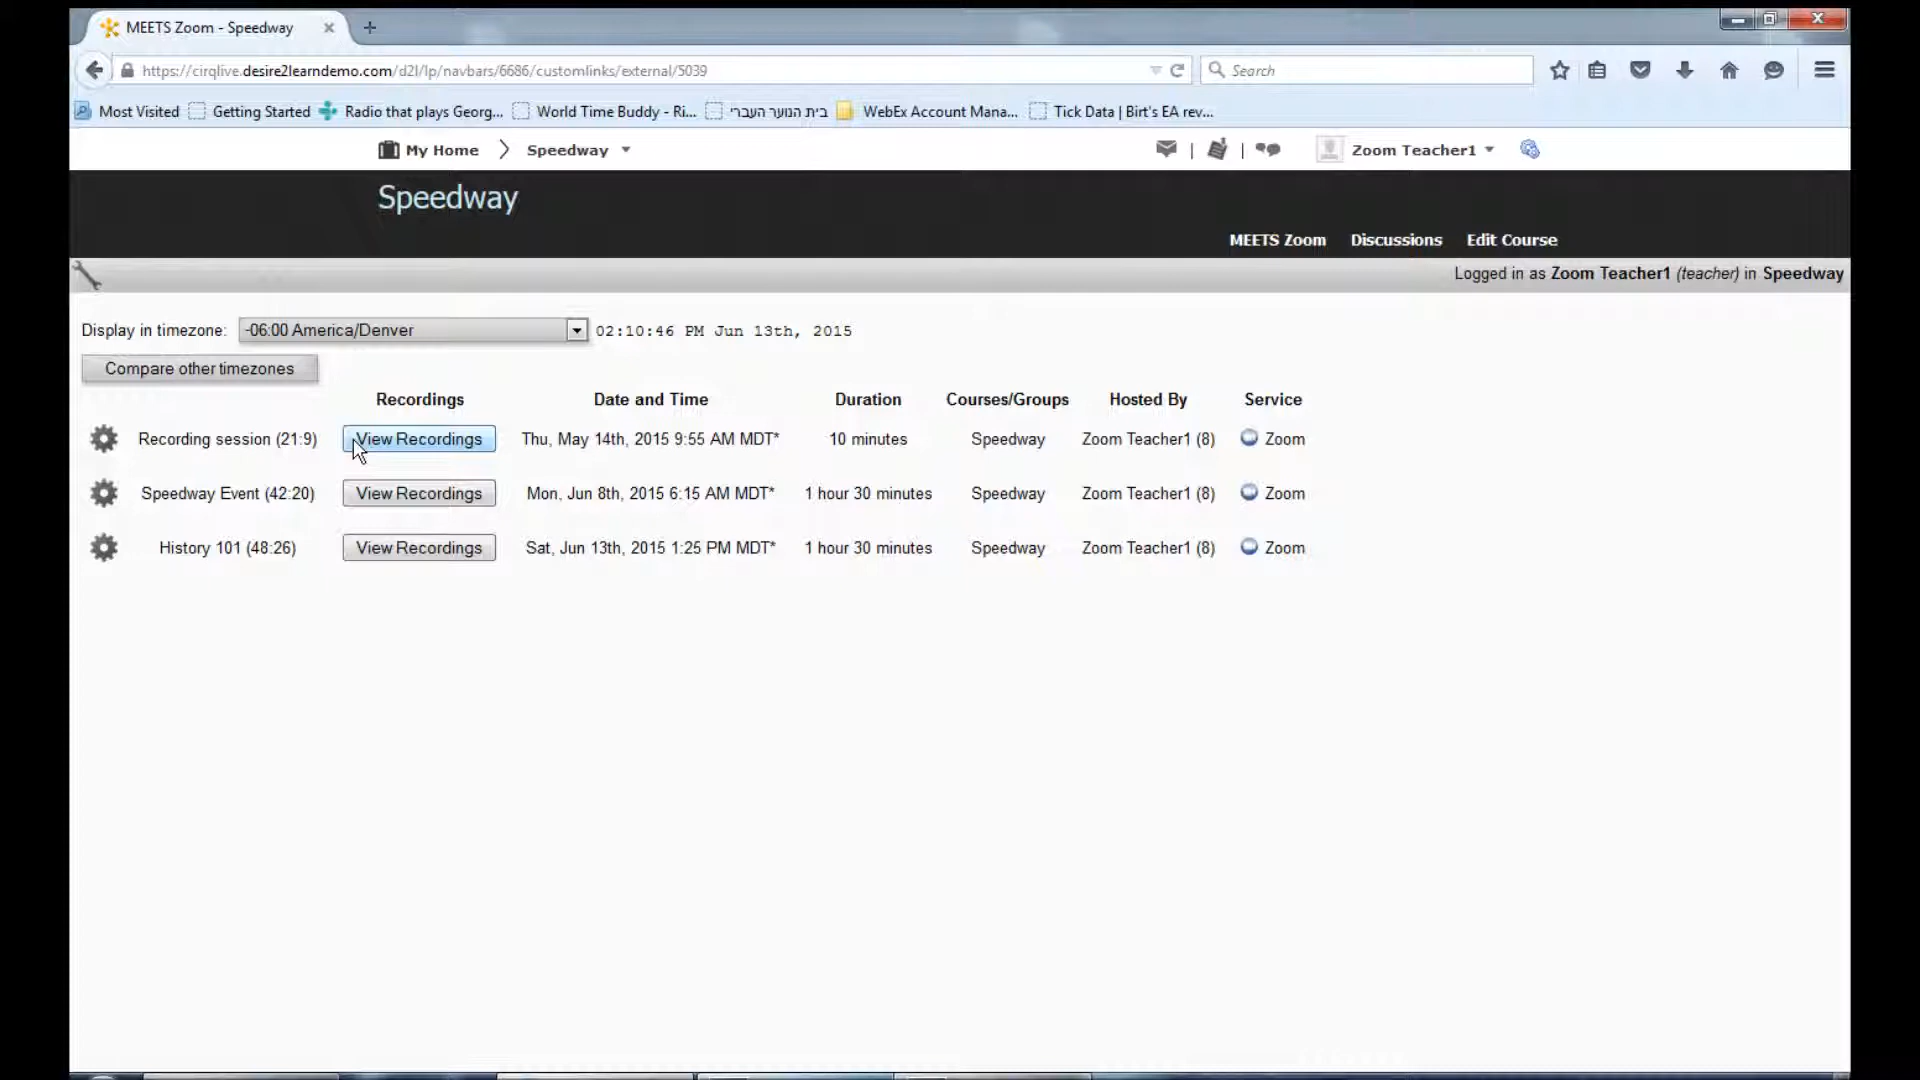 MEETS Zoom - Speedway
https://cirqlive.desire2learndemo.com/d2l/lp/navbars/6686/customlinks/external/5039
Search
Most Visited Getting Started Radio that plays Georg... World Time Buddy - Ri... בית הנוער העברי WebEx Account Mana... Tick Data | Birt's EA rev...
My Home Speedway Zoom Teacher1
Speedway
MEETS Zoom Discussions Edit Course
Logged in as Zoom Teacher1 (teacher) in Speedway
Display in timezone: -06:00 America/Denver 02:10:46 PM Jun 13th, 2015
Compare other timezones
Recordings Date and Time Duration Courses/Groups Hosted By Service
Recording session (21:9) View Recordings Thu, May 14th, 2015 9:55 AM MDT* 10 minutes Speedway Zoom Teacher1 (8) Zoom
Speedway Event (42:20) View Recordings Mon, Jun 8th, 2015 6:15 AM MDT* 1 hour 30 minutes Speedway Zoom Teacher1 (8) Zoom
History 101 (48:26) View Recordings Sat, Jun 13th, 2015 1:25 PM MDT* 1 hour 30 minutes Speedway Zoom Teacher1 (8) Zoom